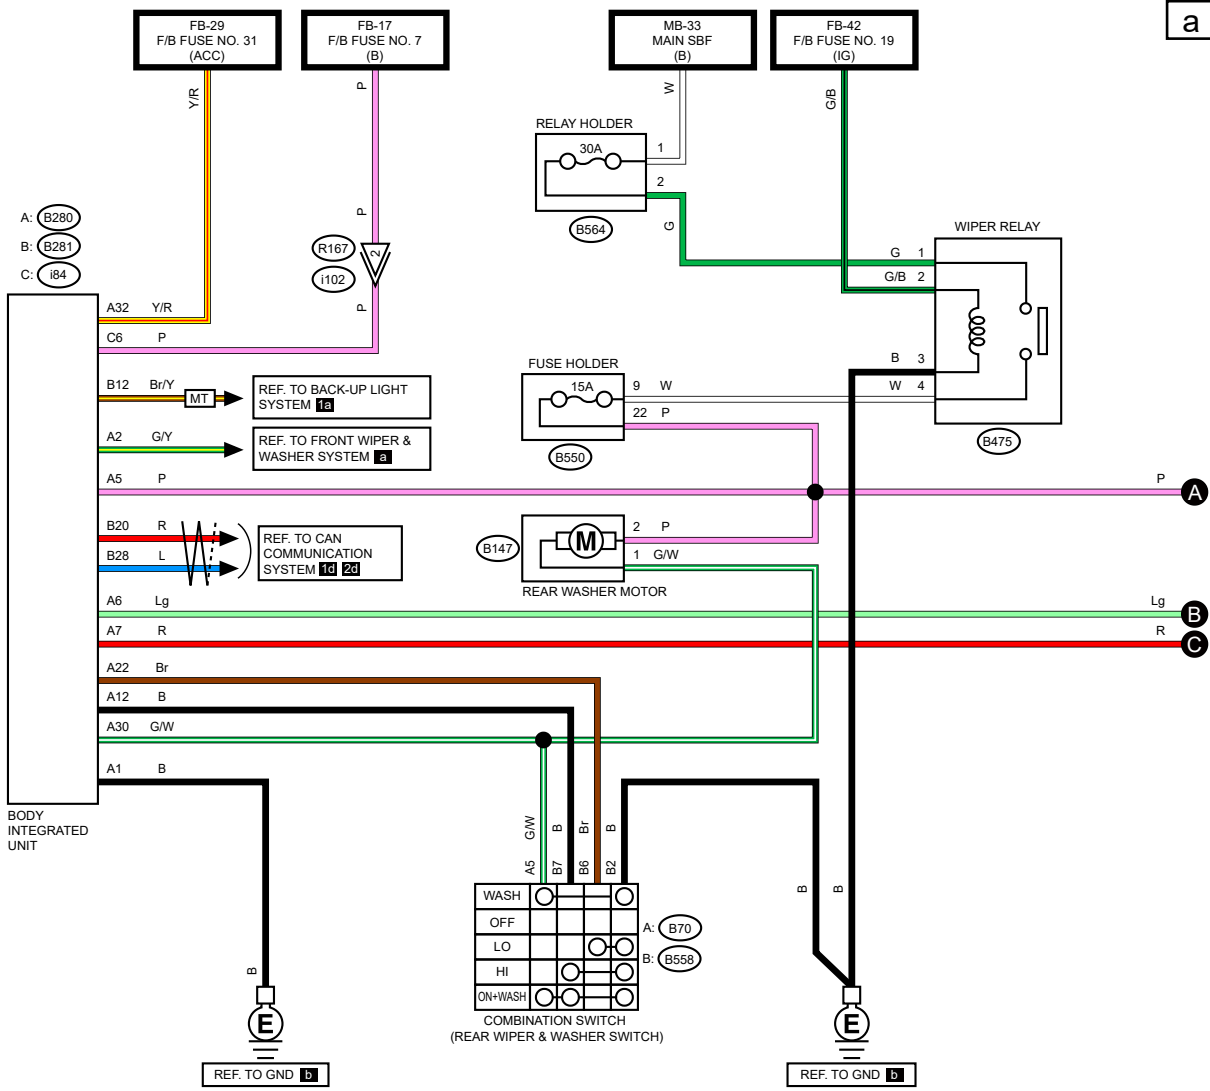 FB-29
F/B FUSE NO. 31
(ACC)
FB-17
F/B FUSE NO. 7
(B)
MB-33
MAIN SBF
(B)
FB-42
F/B FUSE NO. 19
(IG)
a
Y/R
P
W
G/B
RELAY HOLDER
30A
1
2
B564
G
P
A: B280
B: B281
C: i84
R167
2
i102
P
WIPER RELAY
G 1
G/B 2
B 3
W 4
B475
A32 Y/R
C6 P
B12 Br/Y
MT
REF. TO BACK-UP LIGHT
SYSTEM 1a
A2 G/Y
REF. TO FRONT WIPER &
WASHER SYSTEM a
FUSE HOLDER
15A
9 W
22 P
B550
A5 P
P
A
B20 R
B28 L
REF. TO CAN
COMMUNICATION
SYSTEM 1d 2d
B147
M
2 P
1 G/W
REAR WASHER MOTOR
A6 Lg
Lg
B
A7 R
R
C
A22 Br
A12 B
A30 G/W
A1 B
BODY
INTEGRATED
UNIT
G/W
B
Br
B
A5
B7
B6
B2
B
B
WASH
OFF
LO
HI
ON+WASH
A: B70
B: B558
COMBINATION SWITCH
(REAR WIPER & WASHER SWITCH)
B
E
REF. TO GND b
E
REF. TO GND b